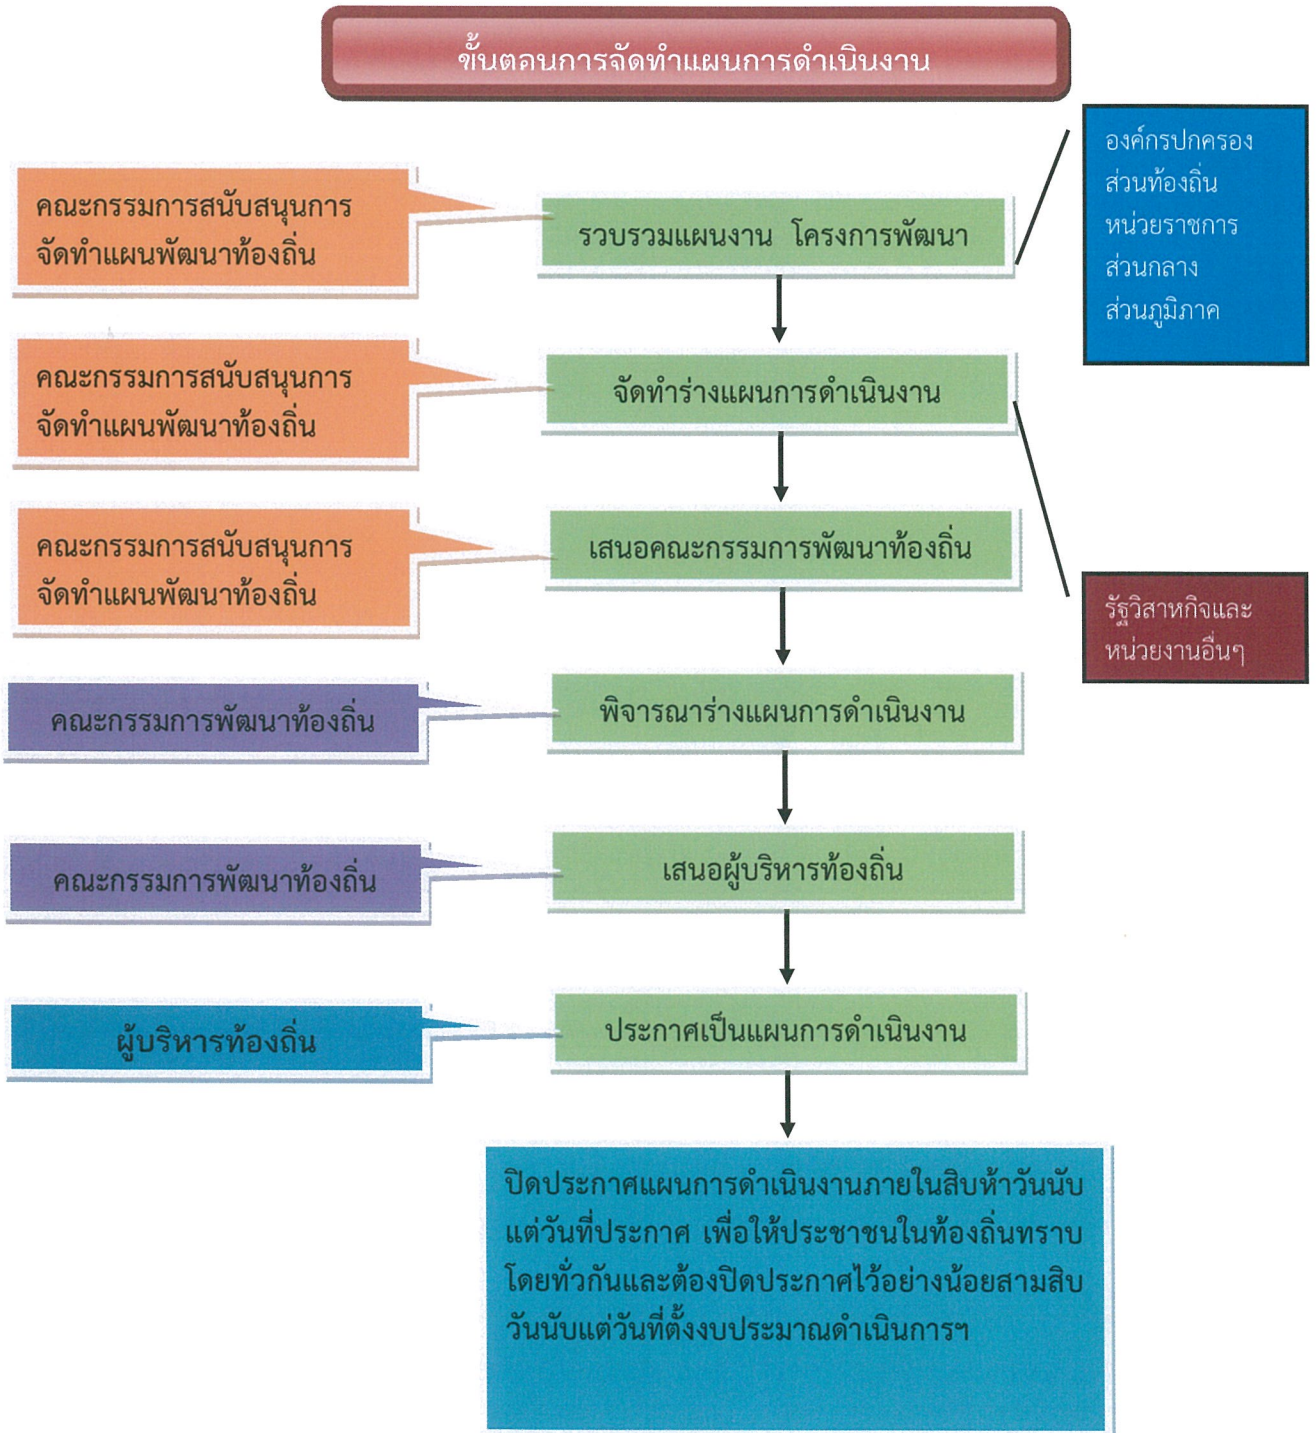 ขั้นตอนการจัดทำแผนการดำเนินงาน
องค์กรปกครอง
ส่วนท้องถิ่น
หน่วยราชการ
ส่วนกลาง
ส่วนภูมิภาค
คณะกรรมการสนับสนุนการ
จัดทำแผนพัฒนาท้องถิ่น
รวบรวมแผนงาน โครงการพัฒนา
คณะกรรมการสนับสนุนการ
จัดทำแผนพัฒนาท้องถิ่น
จัดทำร่างแผนการดำเนินงาน
คณะกรรมการสนับสนุนการ
จัดทำแผนพัฒนาท้องถิ่น
เสนอคณะกรรมการพัฒนาท้องถิ่น
รัฐวิสาหกิจและ
หน่วยงานอื่นๆ
คณะกรรมการพัฒนาท้องถิ่น
พิจารณาร่างแผนการดำเนินงาน
คณะกรรมการพัฒนาท้องถิ่น
เสนอผู้บริหารท้องถิ่น
ผู้บริหารท้องถิ่น
ประกาศเป็นแผนการดำเนินงาน
ปิดประกาศแผนการดำเนินงานภายในสิบห้าวันนับ
แต่วันที่ประกาศ เพื่อให้ประชาชนในท้องถิ่นทราบ
โดยทั่วกันและต้องปิดประกาศไว้อย่างน้อยสามสิบ
วันนับแต่วันที่ตั้งงบประมาณดำเนินการฯ